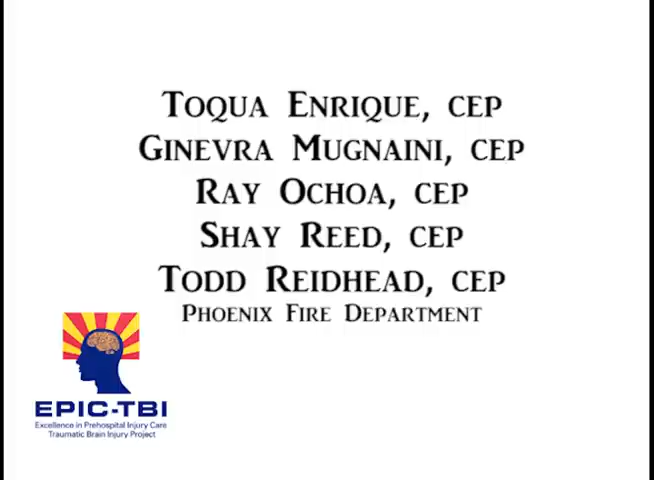 Toqua Enrique, CEP
Ginevra Mugnaini, CEP
Ray Ochoa, CEP
Shay Reed, CEP
Todd Reidhead, CEP
Phoenix Fire Department
EPIC-TBI
Excellence in Prehospital Injury Care
Traumatic Brain Injury Project